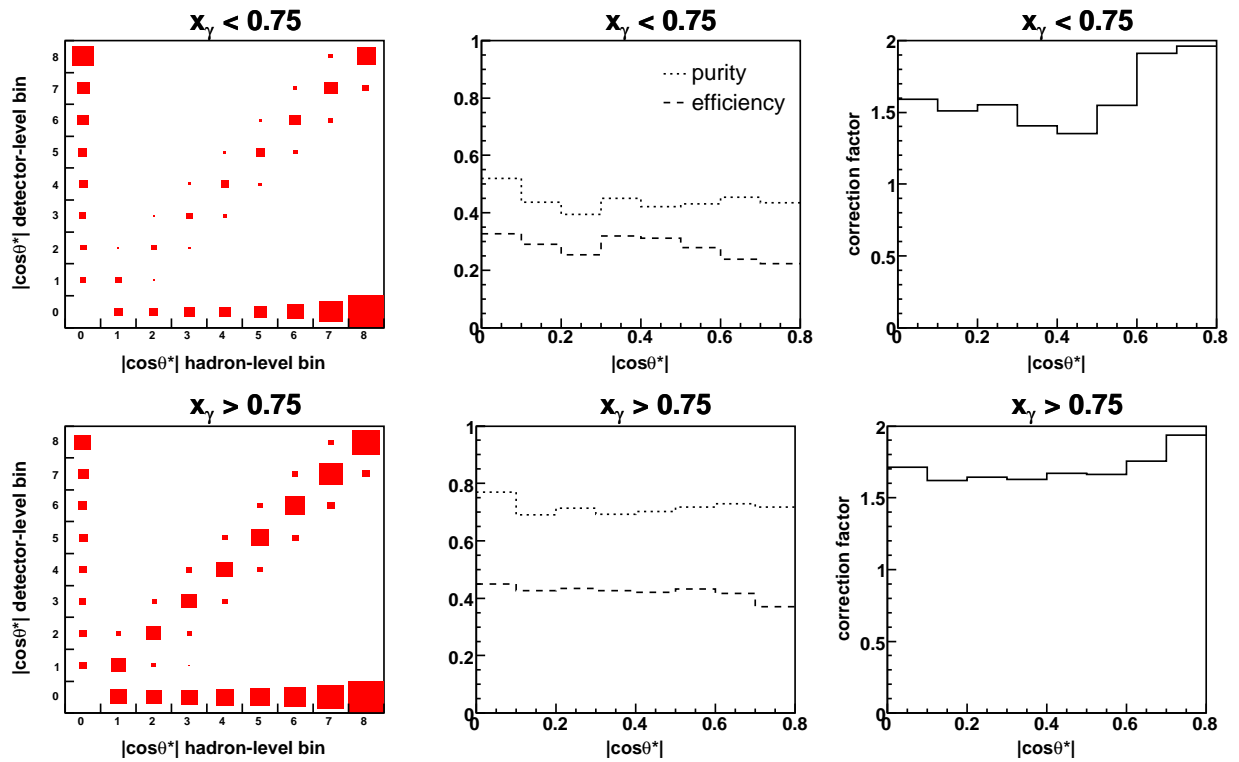 x_γ < 0.75
|cosθ*| detector-level bin
8
7
6
5
4
3
2
1
0
0 1 2 3 4 5 6 7 8
|cosθ*| hadron-level bin
x_γ < 0.75
purity
efficiency
1
0.8
0.6
0.4
0.2
0
0 0.2 0.4 0.6 0.8
|cosθ*|
x_γ < 0.75
correction factor
2
1.5
1
0.5
0
0 0.2 0.4 0.6 0.8
|cosθ*|
x_γ > 0.75
|cosθ*| detector-level bin
8
7
6
5
4
3
2
1
0
0 1 2 3 4 5 6 7 8
|cosθ*| hadron-level bin
x_γ > 0.75
1
0.8
0.6
0.4
0.2
0
0 0.2 0.4 0.6 0.8
|cosθ*|
x_γ > 0.75
correction factor
2
1.5
1
0.5
0
0 0.2 0.4 0.6 0.8
|cosθ*|